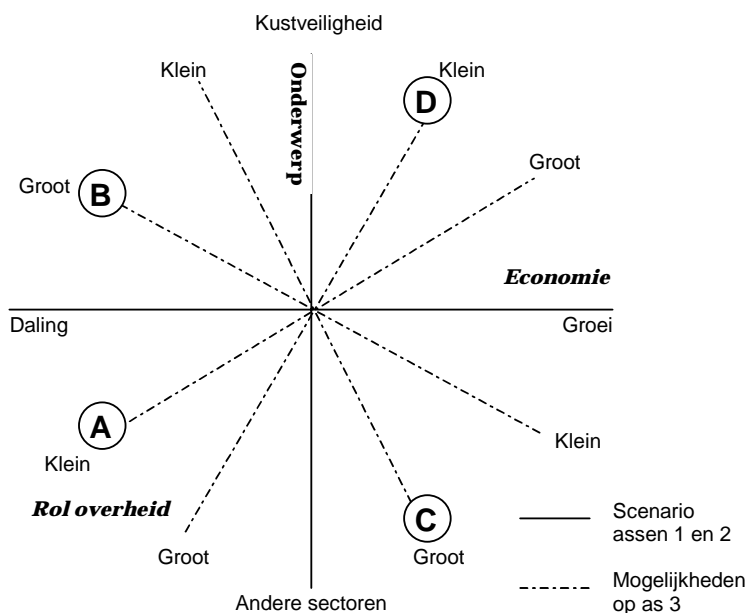 Kustveiligheid
Klein
Onderwerp
Klein
D
Groot
Groot
B
Economie
Daling
Groei
A
Klein
Klein
Rol overheid
C
Groot
Groot
Scenario
assen 1 en 2
Mogelijkheden
op as 3
Andere sectoren